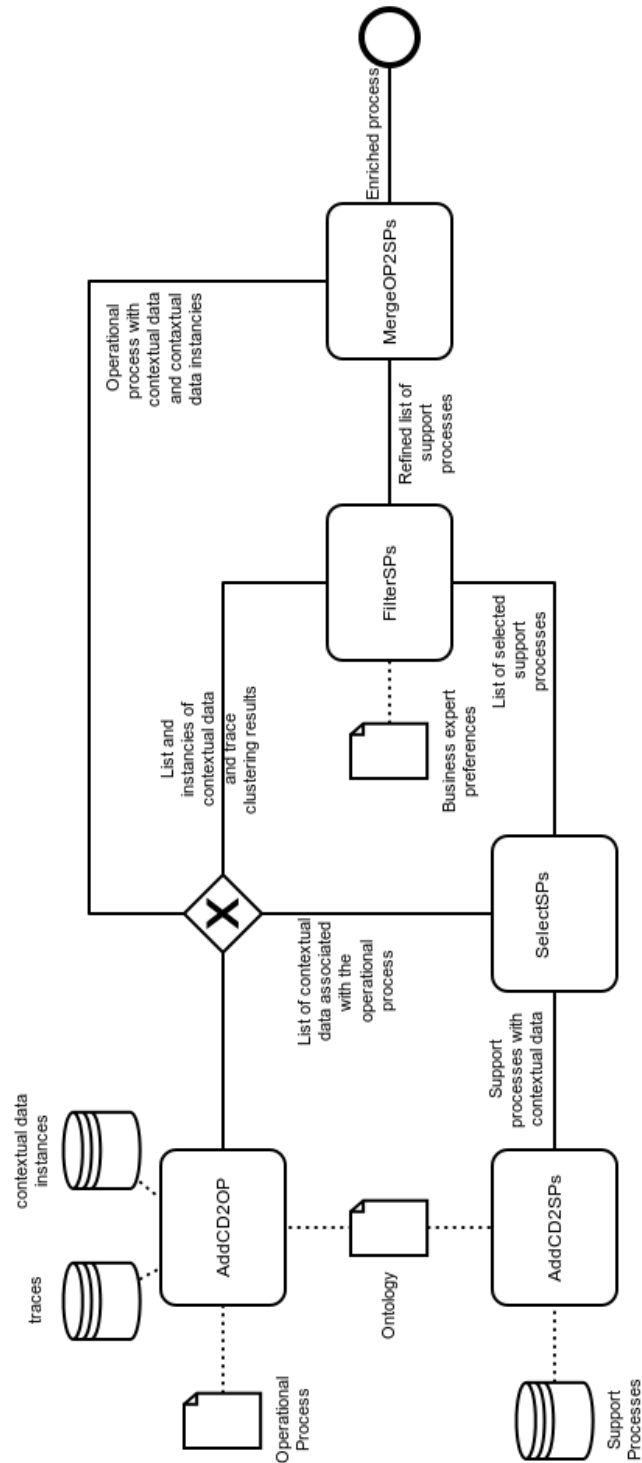 traces
contextual data
instances
Operational
Process
AddCD2OP
Ontology
Support
Processes
AddCD2SPs
Support
processes with
contextual data
X
List of contextual
data associated
with the
operational
process
SelectSPs
List and
instancies of
contextual data
and trace
clustering results
Business expert
preferences
FilterSPs
List of selected
support
processes
Operational
process with
contextual data
and contaxtual
data instancies
Refined list of
support
processes
MergeOP2SPs
Enriched process